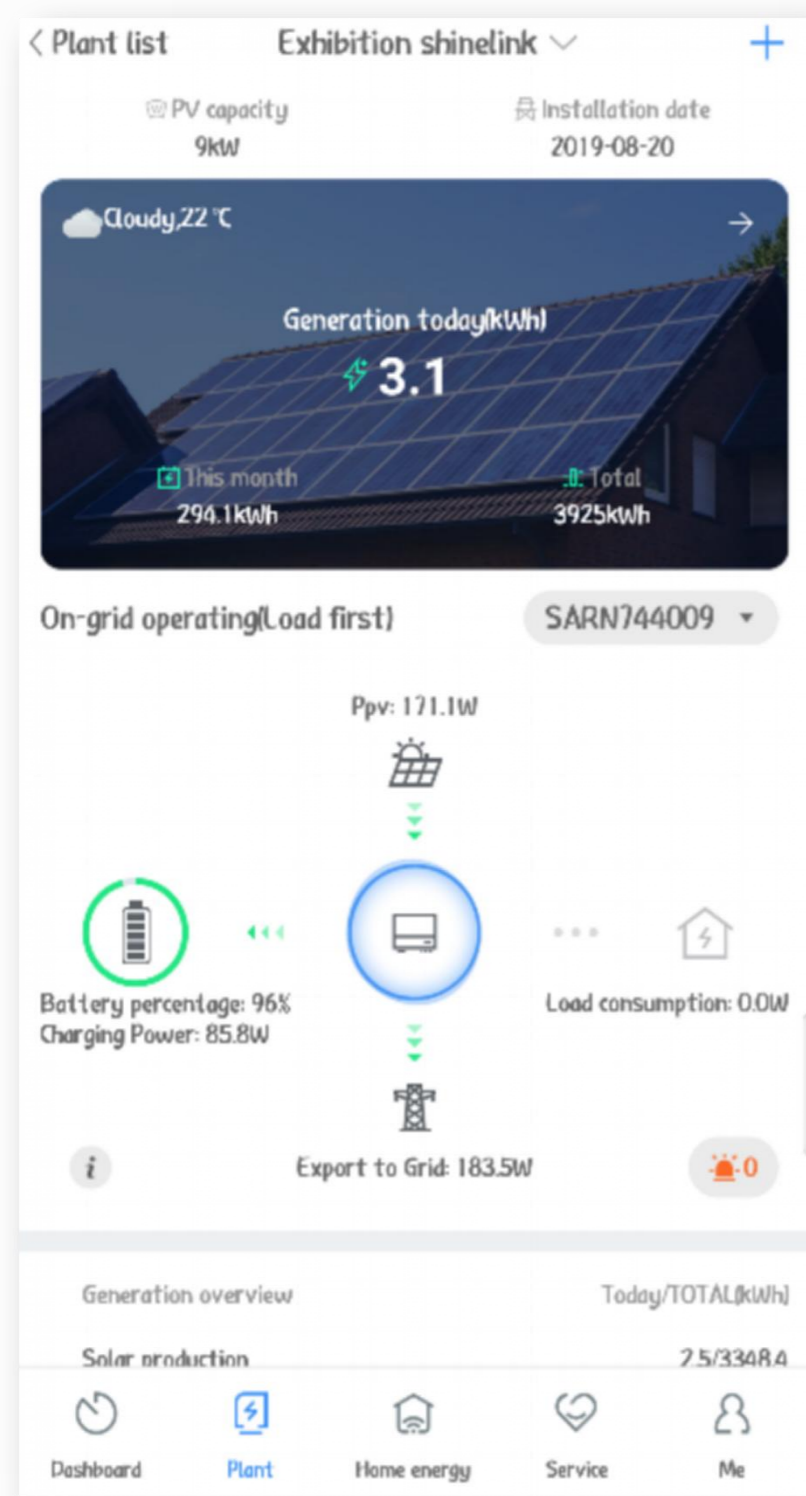 < Plant list Exhibition shinelink
PV capacity Installation date
9kW 2019-08-20
Cloudy,22 ℃
Generation today(kWh)
3.1
This month Total
294.1kWh 3925kWh
On-grid operating(Load first) SARN744009
Ppv: 171.1W
Battery percentage: 96% Load consumption: 0.0W
Charging Power: 85.8W
i Export to Grid: 183.5W 0
Generation overview Today/TOTAL(kWh)
Solar production 2.5/3348.4
Dashboard Plant Home energy Service Me